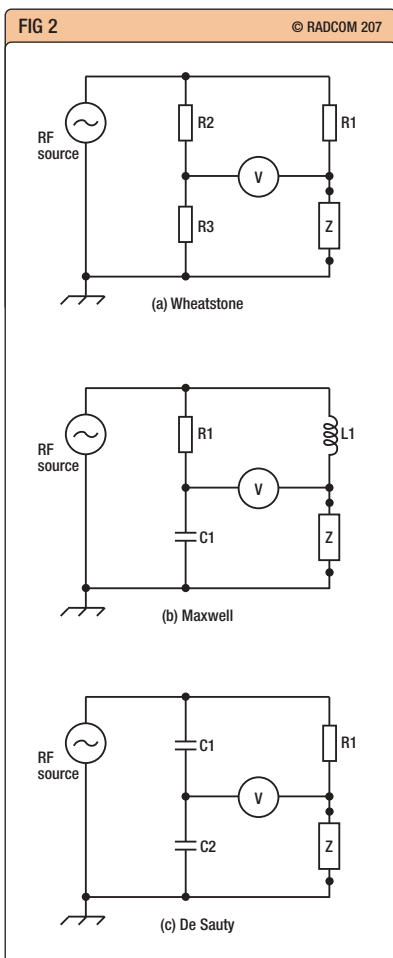 FIG 2 © RADCOM 207
RF
source
R2
R1
V
R3
Z
(a) Wheatstone
RF
source
R1
L1
V
C1
Z
(b) Maxwell
RF
source
C1
R1
V
C2
Z
(c) De Sauty